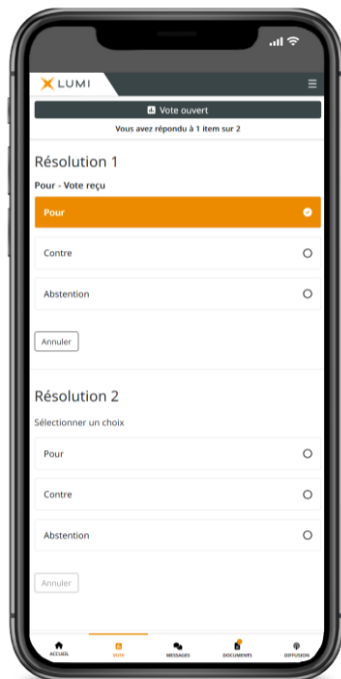 LUMI
Vote ouvert
Vous avez répondu à 1 item sur 2
Résolution 1
Pour - Vote reçu
Pour
Contre
Abstention
Annuler
Résolution 2
Sélectionner un choix
Pour
Contre
Abstention
Annuler
ACCUEIL VOTE MESSAGES DOCUMENTS DIFFUSION